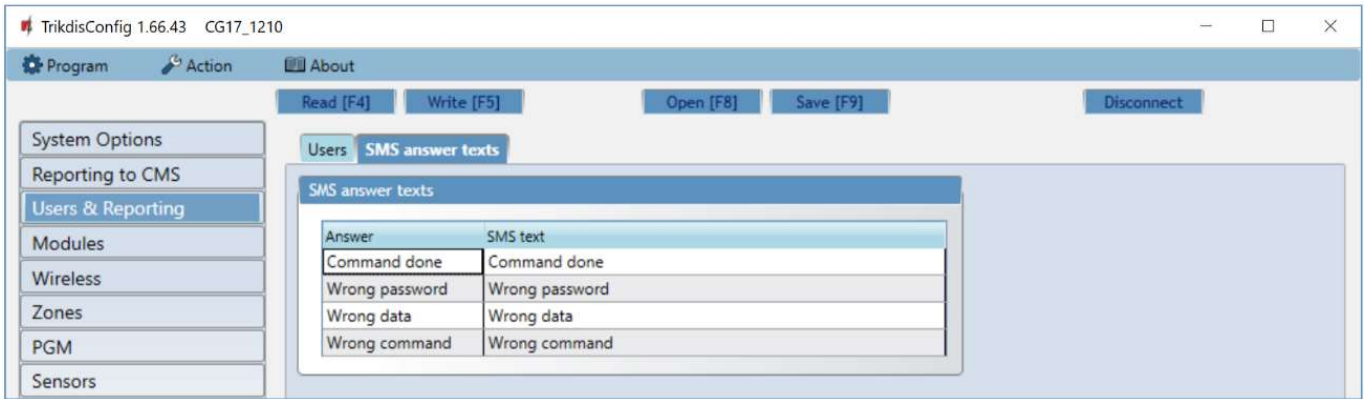 TrikdisConfig 1.66.43 CG17_1210
Program Action About
Read [F4] Write [F5] Open [F8] Save [F9] Disconnect
System Options
Reporting to CMS
Users & Reporting
Modules
Wireless
Zones
PGM
Sensors
Users SMS answer texts
SMS answer texts
Answer SMS text
Command done Command done
Wrong password Wrong password
Wrong data Wrong data
Wrong command Wrong command